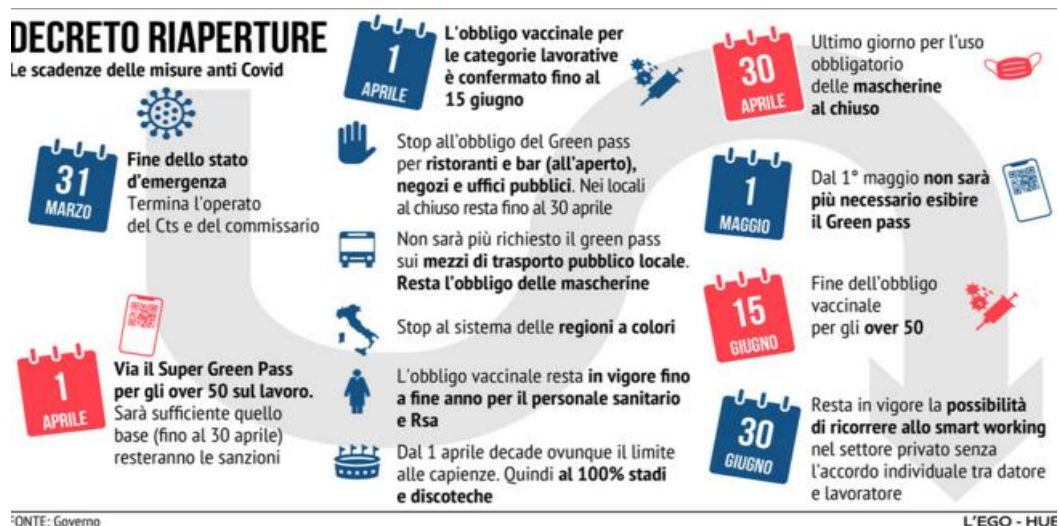 DECRETO RIAPERTURE
Le scadenze delle misure anti Covid
31
MARZO
Fine dello stato
d'emergenza
Termina l'operato
del Cts e del commissario
1
APRILE
Via il Super Green Pass
per gli over 50 sul lavoro.
Sarà sufficiente quello
base (fino al 30 aprile)
resteranno le sanzioni
1
APRILE
L'obbligo vaccinale per
le categorie lavorative
è confermato fino al
15 giugno
Stop all'obbligo del Green pass
per ristoranti e bar (all'aperto),
negozi e uffici pubblici. Nei locali
al chiuso resta fino al 30 aprile
Non sarà più richiesto il green pass
sui mezzi di trasporto pubblico locale.
Resta l'obbligo delle mascherine
Stop al sistema delle regioni a colori
L'obbligo vaccinale resta in vigore fino
a fine anno per il personale sanitario
e Rsa
Dal 1 aprile decade ovunque il limite
alle capienze. Quindi al 100% stadi
e discoteche
30
APRILE
Ultimo giorno per l'uso
obbligatorio
delle mascherine
al chiuso
1
MAGGIO
Dal 1° maggio non sarà
più necessario esibire
il Green pass
15
GIUGNO
Fine dell'obbligo
vaccinale
per gli over 50
30
GIUGNO
Resta in vigore la possibilità
di ricorrere allo smart working
nel settore privato senza
l'accordo individuale tra datore
e lavoratore
FONTE: Governo
L'EGO - HUB